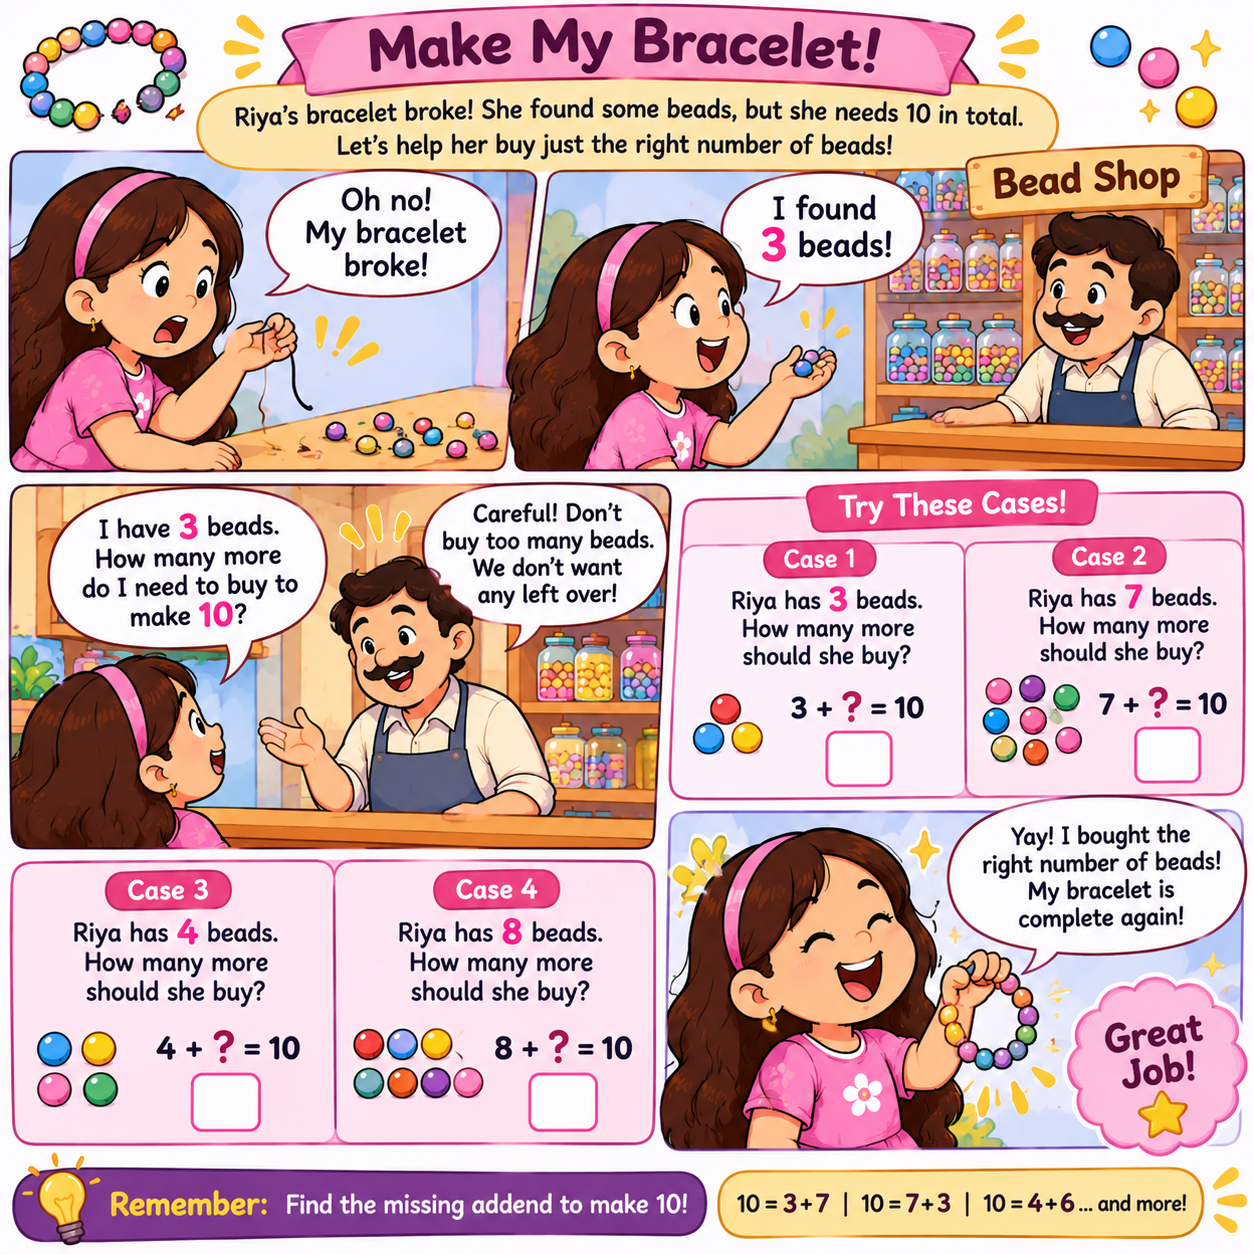 Make My Bracelet!
Riya's bracelet broke! She found some beads, but she needs 10 in total.
Let's help her buy just the right number of beads!
Oh no!
My bracelet
broke!
I found
3 beads!
Bead Shop
I have 3 beads.
How many more
do I need to buy to
make 10?
Careful! Don't
buy too many beads.
We don't want
any left over!
Try These Cases!
Case 1
Riya has 3 beads.
How many more
should she buy?
3 + ? = 10
Case 2
Riya has 7 beads.
How many more
should she buy?
7 + ? = 10
Case 3
Riya has 4 beads.
How many more
should she buy?
4 + ? = 10
Case 4
Riya has 8 beads.
How many more
should she buy?
8 + ? = 10
Yay! I bought the
right number of beads!
My bracelet is
complete again!
Great
Job!
Remember: Find the missing addend to make 10!
10 = 3+7 | 10 = 7+3 | 10 = 4+6 ... and more!